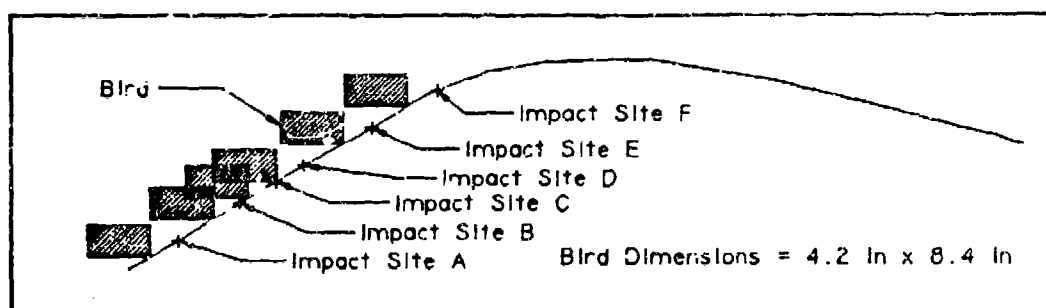 Bird
Impact Site F
Impact Site E
Impact Site D
Impact Site C
Impact Site B
Impact Site A
Bird Dimensions = 4.2 in x 8.4 in